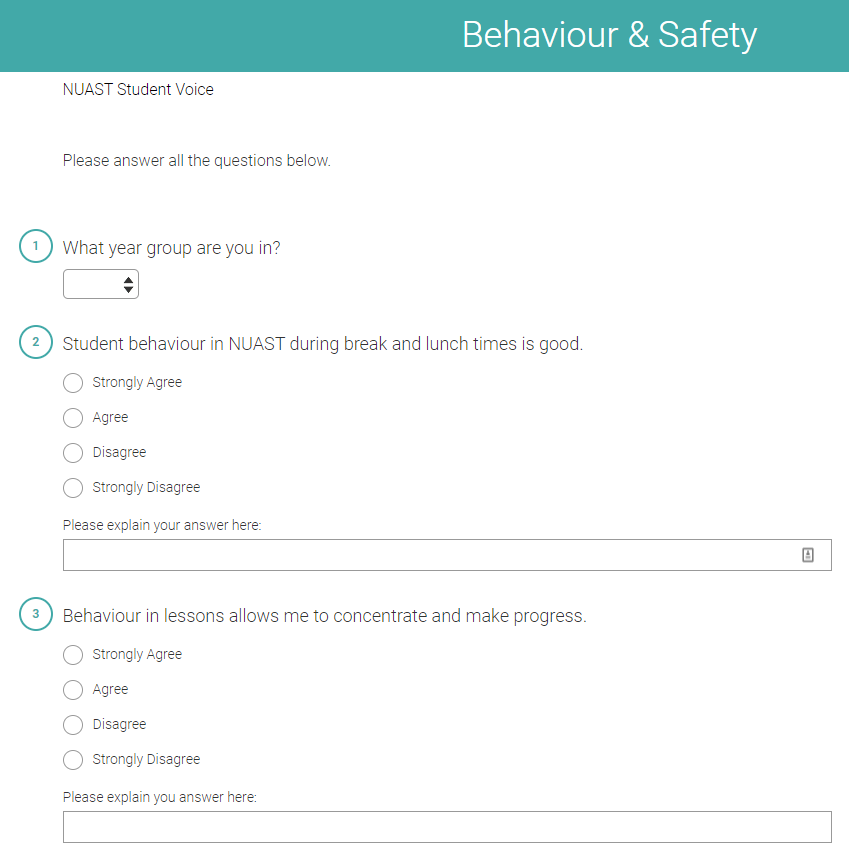 Behaviour & Safety
NUAST Student Voice
Please answer all the questions below.
1 What year group are you in?
2 Student behaviour in NUAST during break and lunch times is good.
Strongly Agree
Agree
Disagree
Strongly Disagree
Please explain your answer here:
3 Behaviour in lessons allows me to concentrate and make progress.
Strongly Agree
Agree
Disagree
Strongly Disagree
Please explain you answer here: